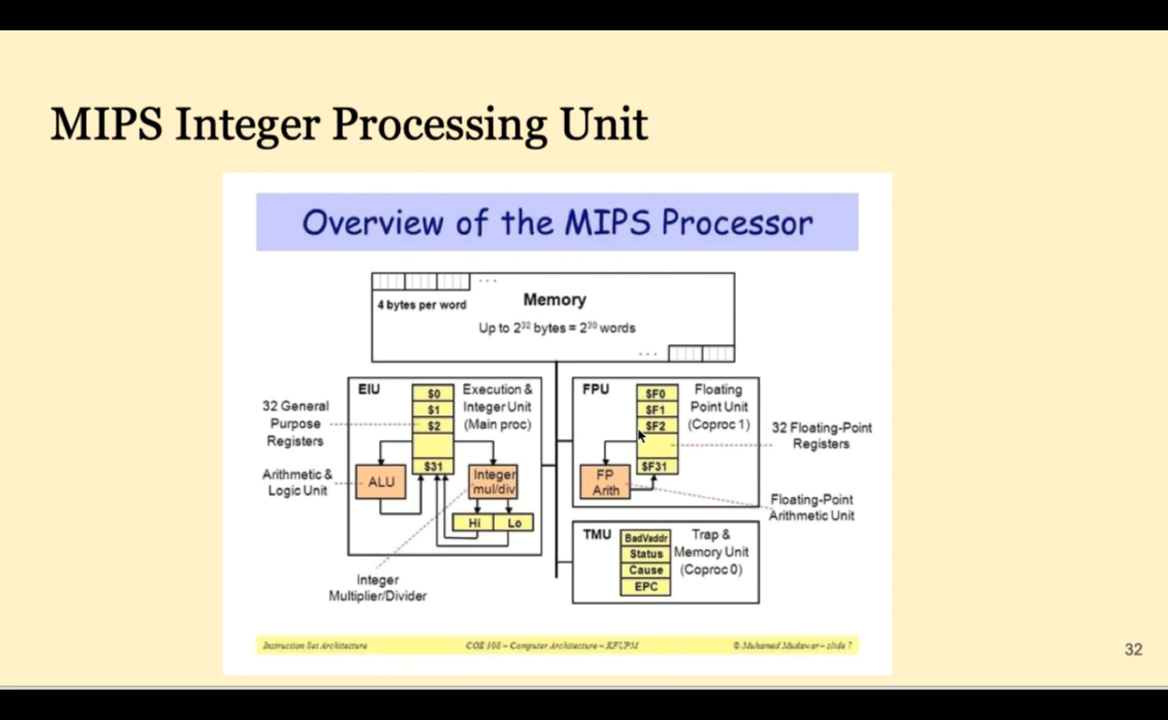 MIPS Integer Processing Unit
Overview of the MIPS Processor
. . .
4 bytes per word
Memory
Up to 2³² bytes = 2³⁰ words
. . .
EIU
$0
$1
$2
$31
Execution &
Integer Unit
(Main proc)
32 General
Purpose
Registers
Arithmetic &
Logic Unit
ALU
Integer
mul/div
Hi
Lo
Integer
Multiplier/Divider
FPU
$F0
$F1
$F2
$F31
Floating
Point Unit
(Coproc 1)
32 Floating-Point
Registers
FP
Arith
Floating-Point
Arithmetic Unit
TMU
BadVaddr
Status
Cause
EPC
Trap &
Memory Unit
(Coproc 0)
Instruction Set Architecture
COE 308 – Computer Architecture – KFUPM
© Muhamed Mudawar – slide 7
32